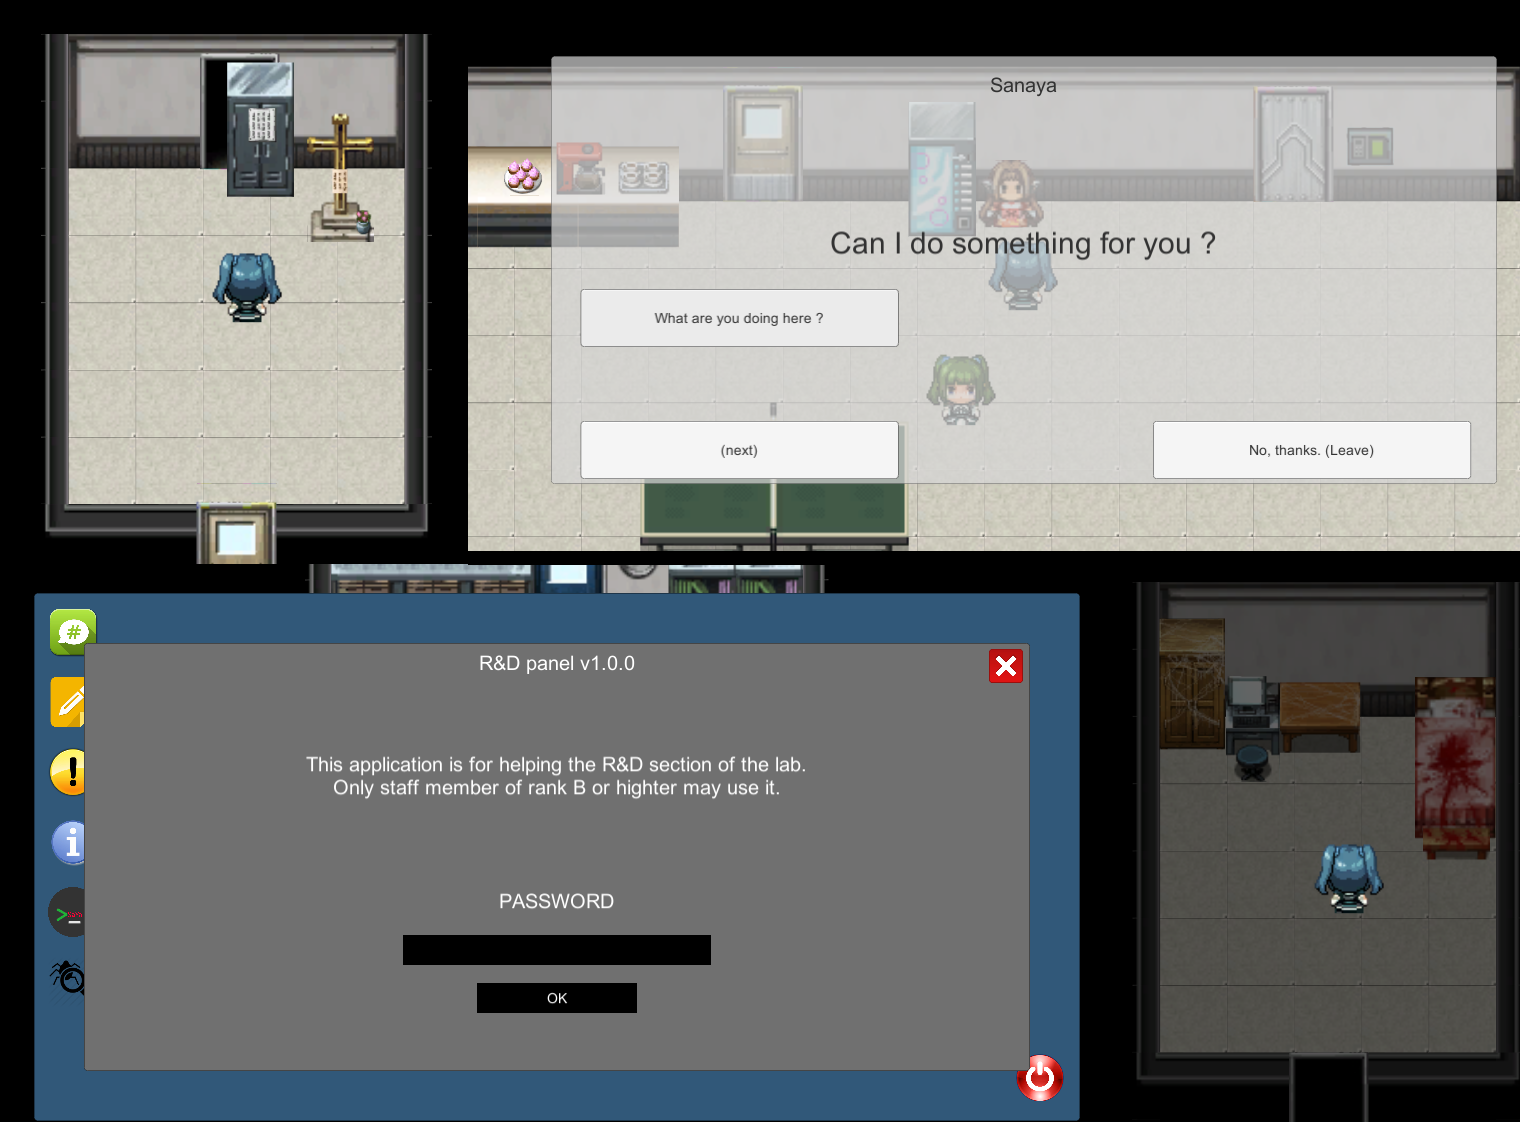 Sanaya
Can I do something for you ?
What are you doing here ?
(next)
No, thanks. (Leave)
#
R&D panel v1.0.0
This application is for helping the R&D section of the lab.
Only staff member of rank B or highter may use it.
PASSWORD
OK